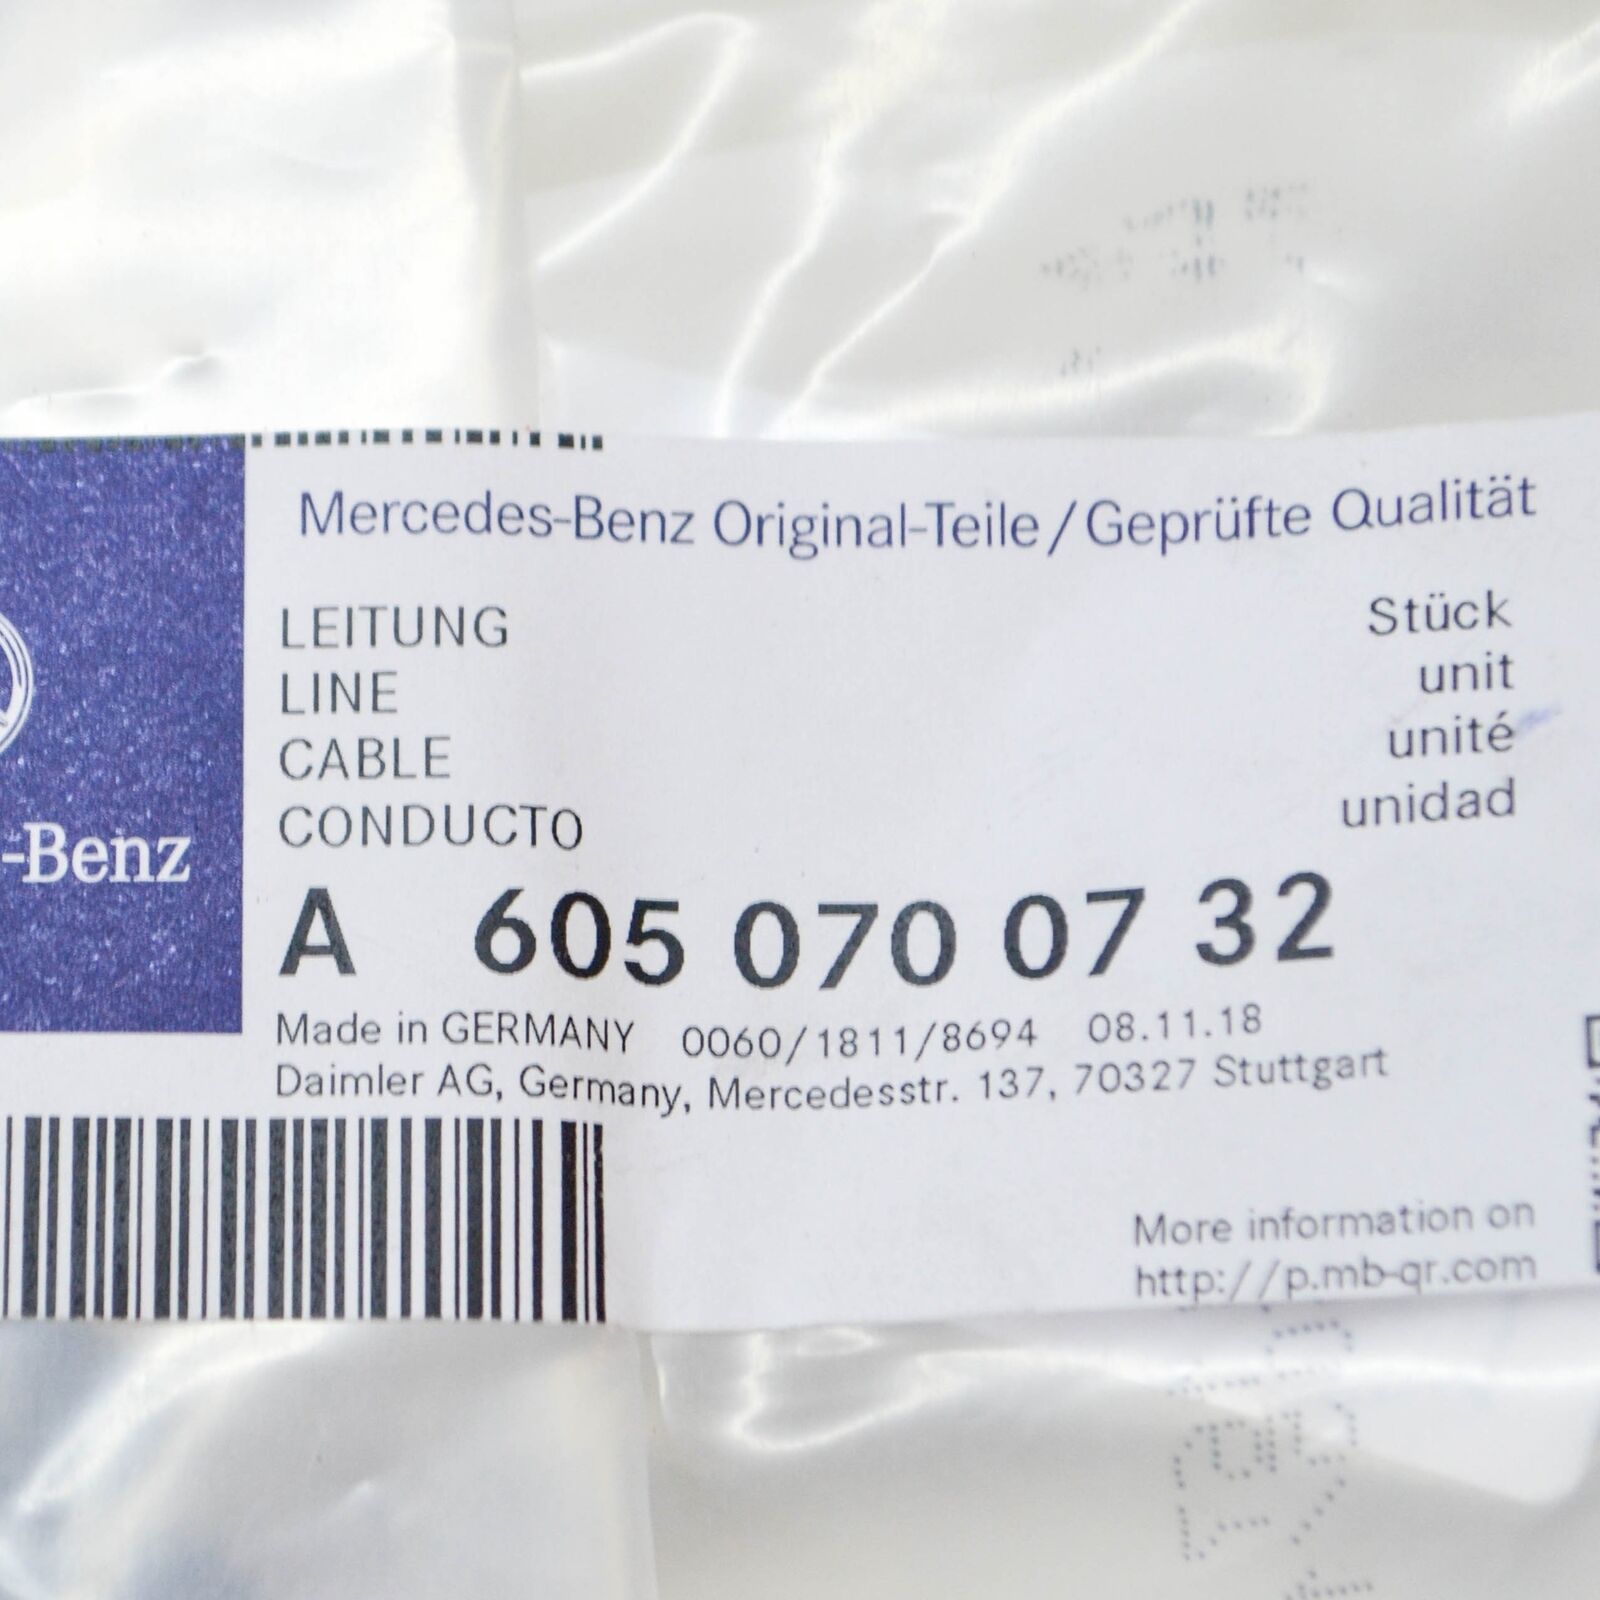 Mercedes-Benz Original-Teile/Geprüfte Qualität
LEITUNG
LINE
CABLE
CONDUCTO
Stück
unit
unité
unidad
-Benz
A 605 070 07 32
Made in GERMANY 0060/1811/8694 08.11.18
Daimler AG, Germany, Mercedesstr. 137, 70327 Stuttgart
More information on
http://p.mb-qr.com